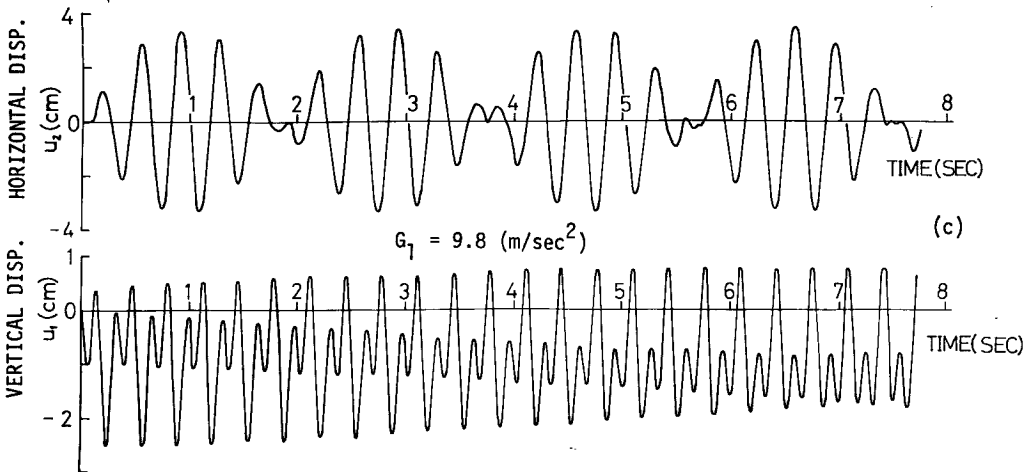 HORIZONTAL DISP.
u₂(cm)
4
0
-4
1 2 3 4 5 6 7 8
TIME(SEC)
(c)
G₁ = 9.8 (m/sec²)
VERTICAL DISP.
u₁(cm)
1
0
-2
1 2 3 4 5 6 7 8
TIME(SEC)